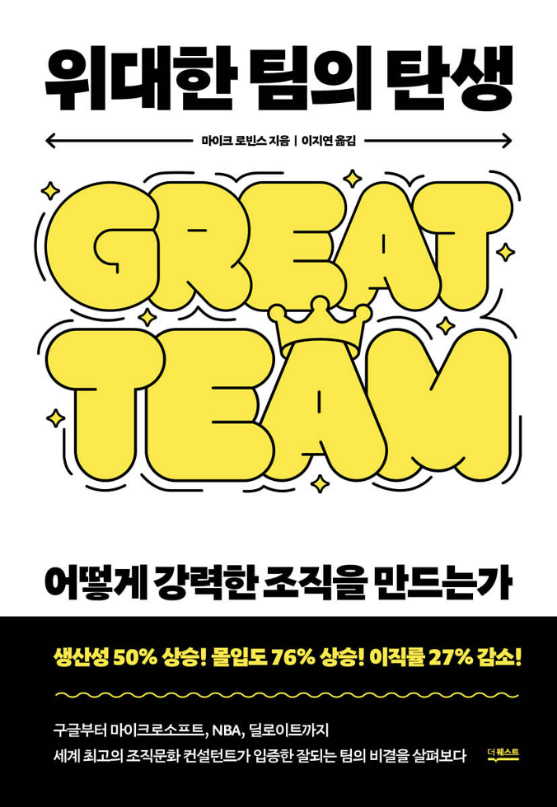 위대한 팀의 탄생
마이크 로빈스 지음 | 이지연 옮김
GREAT
TEAM
어떻게 강력한 조직을 만드는가
생산성 50% 상승! 몰입도 76% 상승! 이직률 27% 감소!
구글부터 마이크로소프트, NBA, 딜로이트까지
세계 최고의 조직문화 컨설턴트가 입증한 잘되는 팀의 비결을 살펴보다
더 퀘스트